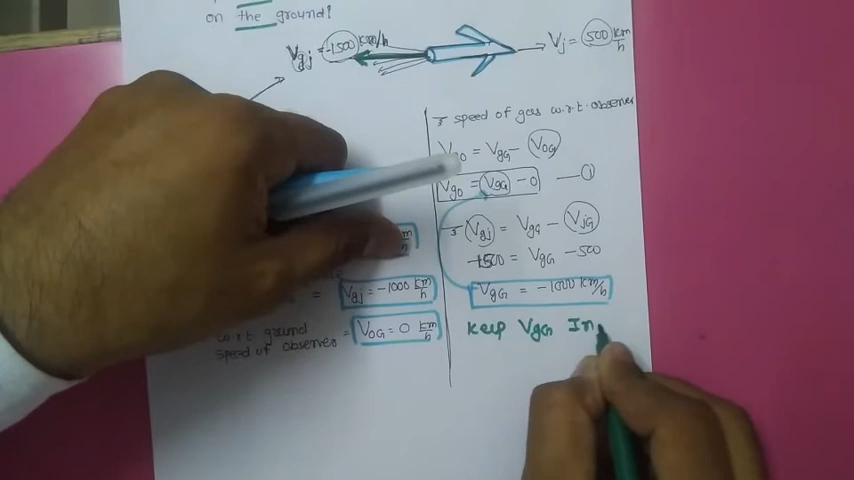 on the ground?
Vgj = -1500 km/h
Vj = 500 km/h
speed of gas w.r.t. observer
Vgo = VgG - VOG
Vgo = VgG - 0 —①
Vgj = VgG - VjG
-1500 = VgG - 500
VgG = -1000 km/h
Keep VgG In
km/h
= Vgj = -1000 km/h
w.r.t ground
speed of observer = VOG = 0 km/h